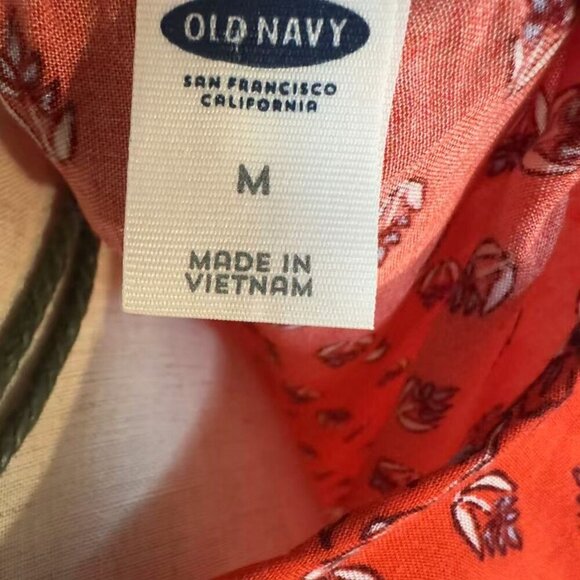 OLD NAVY
SAN FRANCISCO
CALIFORNIA
M
MADE IN
VIETNAM